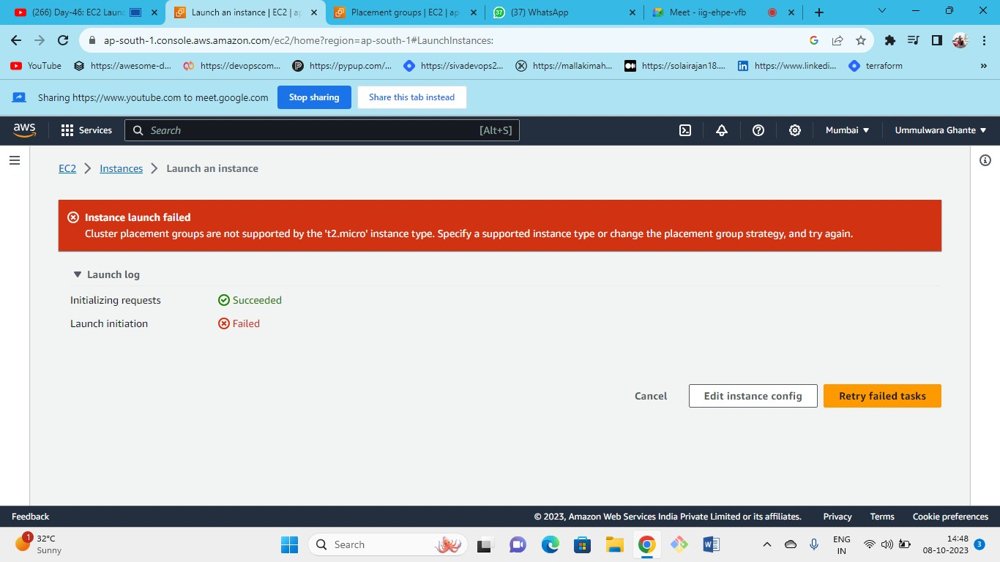 (266) Day-46: EC2 Launc
Launch an instance | EC2 | ap
Placement groups | EC2 | ap
37 (37) WhatsApp
Meet - iig-ehpe-vfb
ap-south-1.console.aws.amazon.com/ec2/home?region=ap-south-1#LaunchInstances:
YouTube https://awesome-d... https://devopscom... https://pypup.com/... https://sivadevops2... https://mallakimah... https://solairajan18.... https://www.linkedi... terraform »
Sharing https://www.youtube.com to meet.google.com Stop sharing Share this tab instead
aws Services Search [Alt+S] Mumbai Ummulwara Ghante
EC2 Instances Launch an instance
Instance launch failed
Cluster placement groups are not supported by the 't2.micro' instance type. Specify a supported instance type or change the placement group strategy, and try again.
Launch log
Initializing requests Succeeded
Launch initiation Failed
Cancel Edit instance config Retry failed tasks
Feedback © 2023, Amazon Web Services India Private Limited or its affiliates. Privacy Terms Cookie preferences
1 32°C
Sunny
Search
ENG
IN
14:48
08-10-2023
3